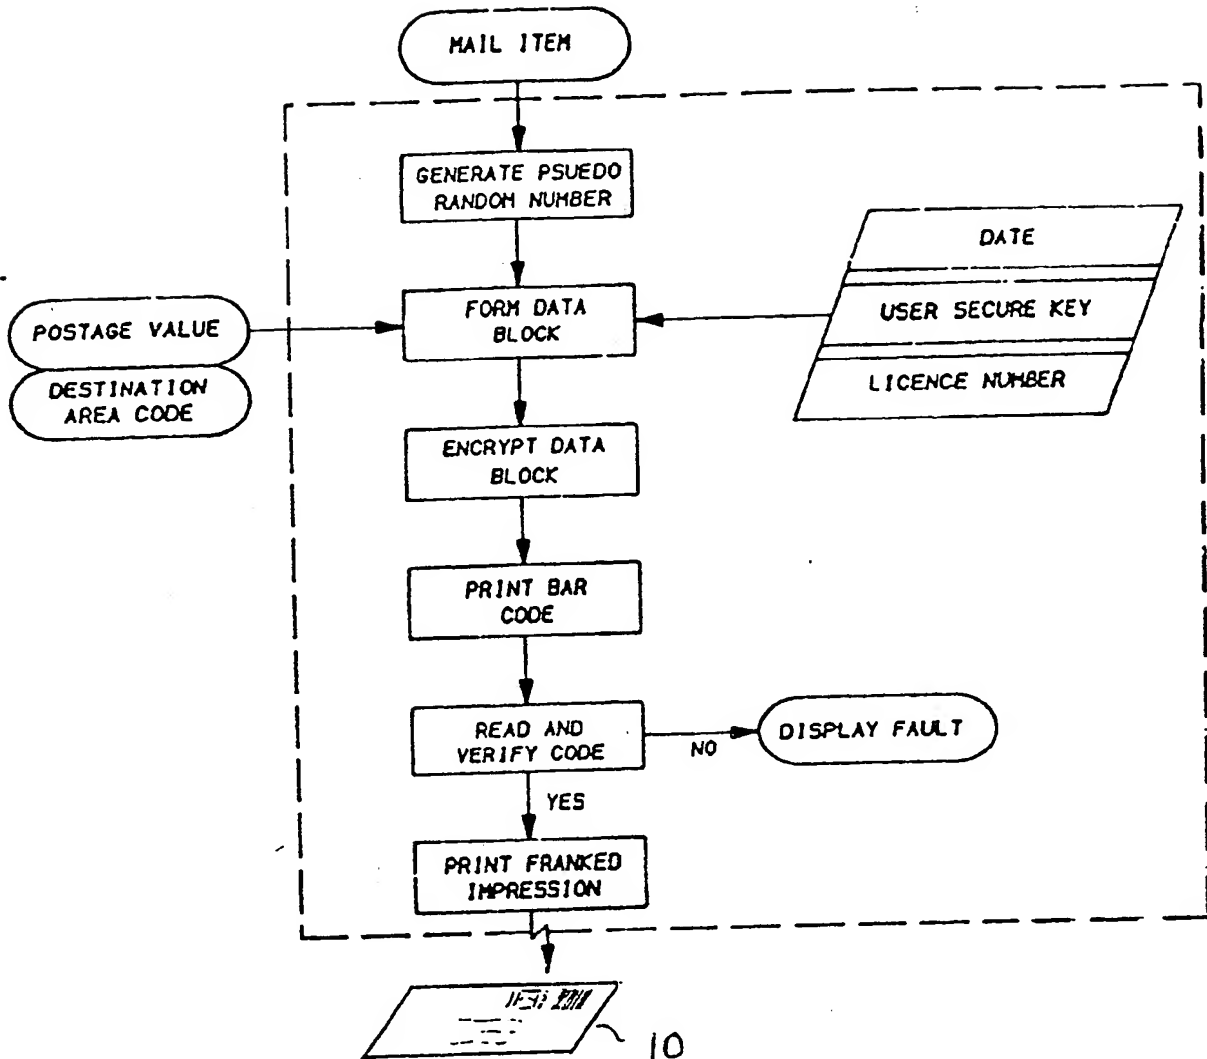 MAIL ITEM
GENERATE PSUEDO
RANDOM NUMBER
DATE
USER SECURE KEY
LICENCE NUMBER
FORM DATA
BLOCK
POSTAGE VALUE
DESTINATION
AREA CODE
ENCRYPT DATA
BLOCK
PRINT BAR
CODE
READ AND
VERIFY CODE
NO
DISPLAY FAULT
YES
PRINT FRANKED
IMPRESSION
10